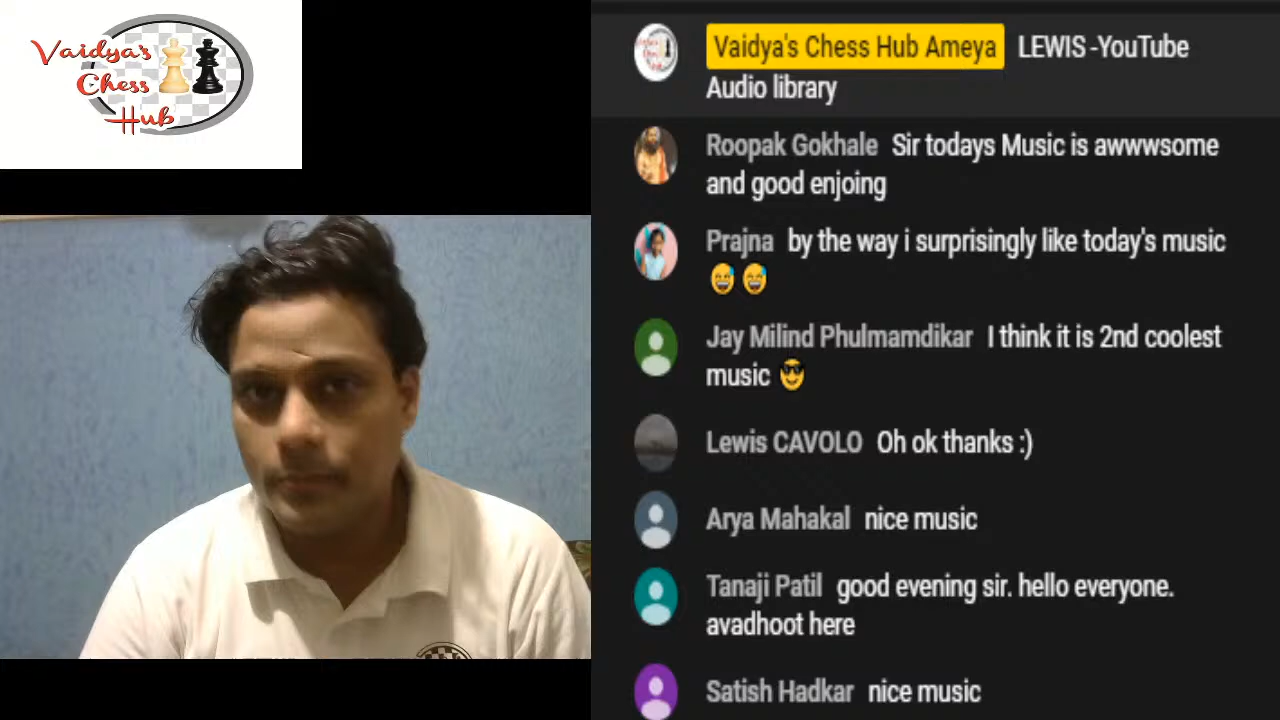 Vaidya's
Chess
Hub
Vaidya's Chess Hub Ameya LEWIS -YouTube
Audio library
Roopak Gokhale Sir todays Music is awwwsome
and good enjoing
Prajna by the way i surprisingly like today's music
😅😅
Jay Milind Phulmamdikar I think it is 2nd coolest
music 😎
Lewis CAVOLO Oh ok thanks :)
Arya Mahakal nice music
Tanaji Patil good evening sir. hello everyone.
avadhoot here
Satish Hadkar nice music